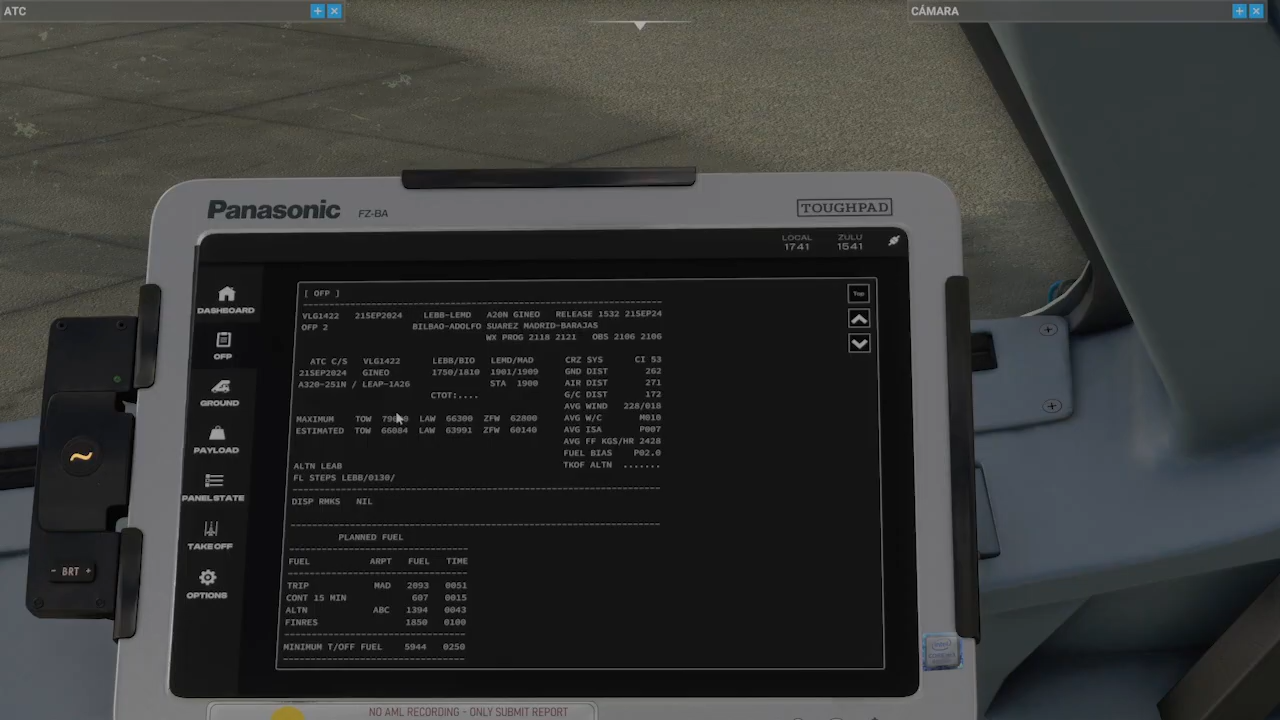 ATC
CÁMARA
Panasonic FZ-BA
TOUGHPAD
LOCAL ZULU
1741 1541
DASHBOARD
OFP
GROUND
PAYLOAD
PANELSTATE
TAKEOFF
OPTIONS
- BRT +
Top
[ OFP ]
VLG1422 21SEP2024 LEBB-LEMD A20N GINEO RELEASE 1532 21SEP24
OFP 2 BILBAO-ADOLFO SUAREZ MADRID-BARAJAS
WX PROG 2118 2121 OBS 2106 2106
ATC C/S VLG1422 LEBB/BIO LEMD/MAD CRZ SYS CI 53
21SEP2024 GINEO 1750/1810 1901/1909 GND DIST 262
A320-251N / LEAP-1A26 STA 1900 AIR DIST 271
CTOT:.... G/C DIST 172
AVG WIND 228/018
MAXIMUM TOW LAW 66300 ZFW 62800 AVG W/C M010
ESTIMATED TOW 66084 LAW 63991 ZFW 60140 AVG ISA P007
AVG FF KGS/HR 2428
FUEL BIAS P02.0
ALTN LEAB TKOF ALTN .......
FL STEPS LEBB/0130/
DISP RMKS NIL
PLANNED FUEL
FUEL ARPT FUEL TIME
TRIP MAD 2093 0051
CONT 15 MIN 607 0015
ALTN ABC 1394 0043
FINRES 1850 0100
MINIMUM T/OFF FUEL 5944 0250
NO AML RECORDING - ONLY SUBMIT REPORT